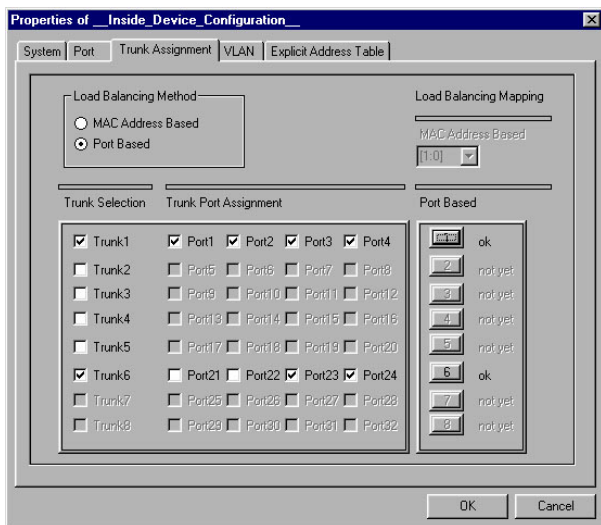 Properties of __Inside_Device_Configuration__
System Port Trunk Assignment VLAN Explicit Address Table
Load Balancing Method
MAC Address Based
Port Based
Load Balancing Mapping
MAC Address Based
[1:0]
Trunk Selection Trunk Port Assignment Port Based
Trunk1 Port1 Port2 Port3 Port4 1 ok
Trunk2 Port5 Port6 Port7 Port8 2 not yet
Trunk3 Port9 Port10 Port11 Port12 3 not yet
Trunk4 Port13 Port14 Port15 Port16 4 not yet
Trunk5 Port17 Port18 Port19 Port20 5 not yet
Trunk6 Port21 Port22 Port23 Port24 6 ok
Trunk7 Port25 Port26 Port27 Port28 7 not yet
Trunk8 Port29 Port30 Port31 Port32 8 not yet
OK Cancel